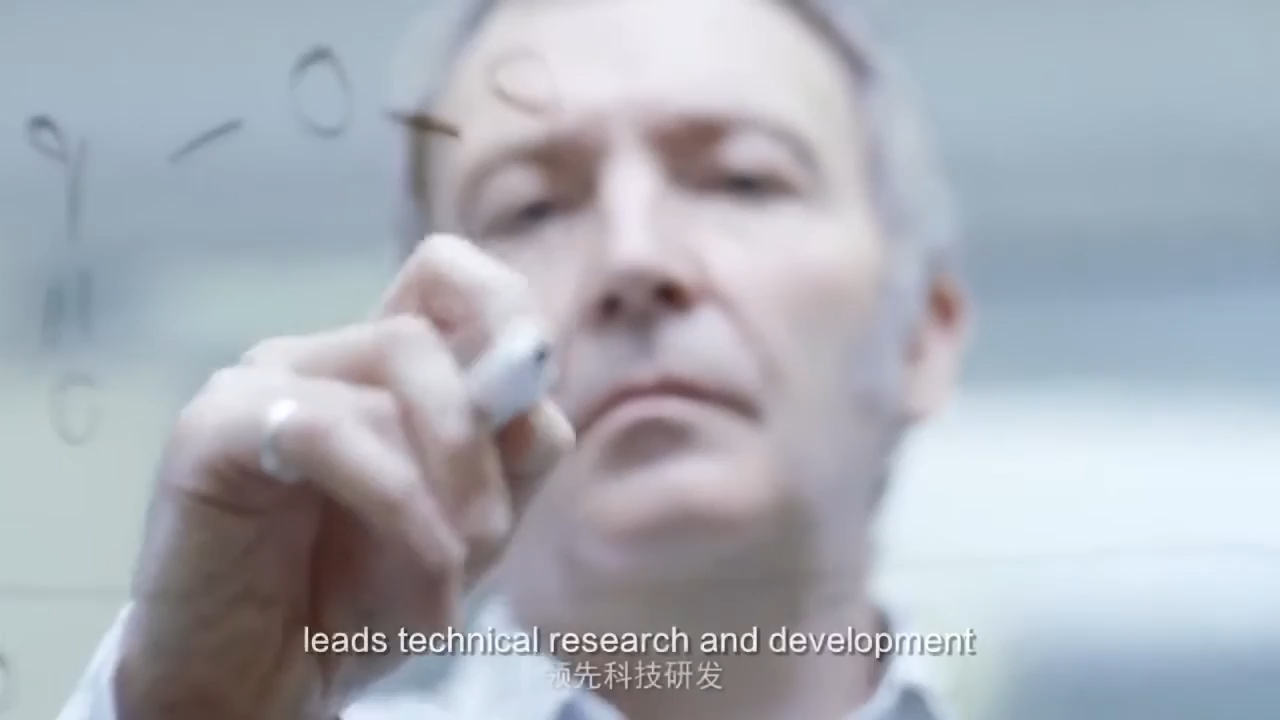 leads technical research and development
领先科技研发